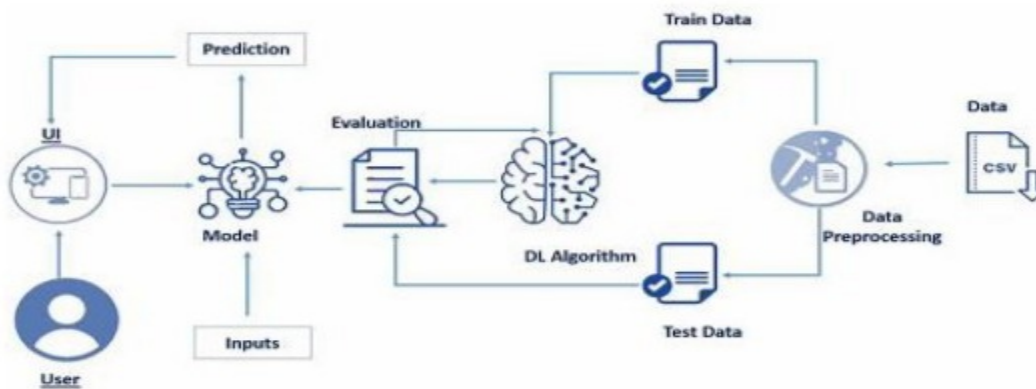 Train Data
Prediction
Data
Evaluation
UI
CSV
Model
Data
Preprocessing
DL Algorithm
Test Data
Inputs
User